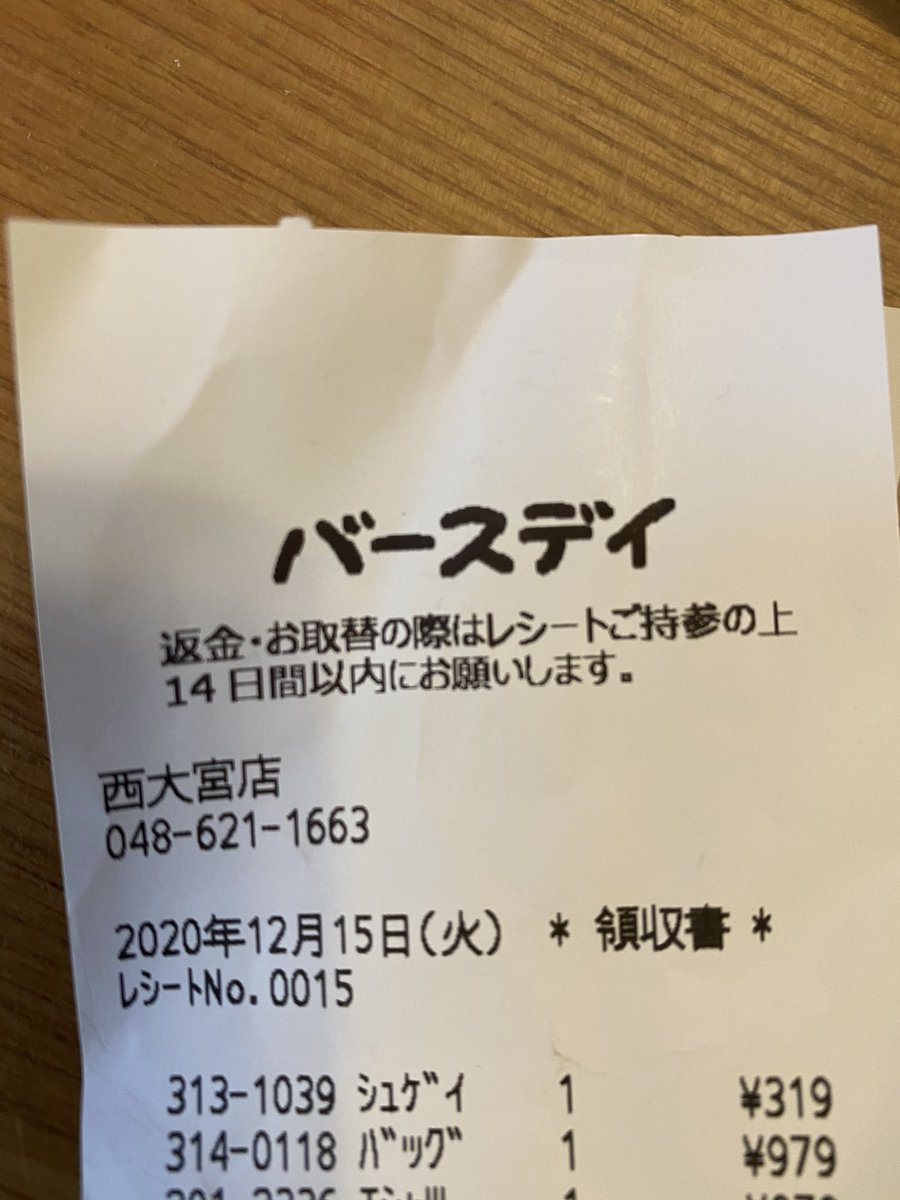 バースデイ
返金・お取替の際はレシートご持参の上
14日間以内にお願いします。
西大宮店
048-621-1663
2020年12月15日(火) * 領収書 *
ﾚｼｰﾄNo.0015
313-1039 ｼｭｹﾞｲ 1 ¥319
314-0118 ﾊﾞｯｸﾞ 1 ¥979